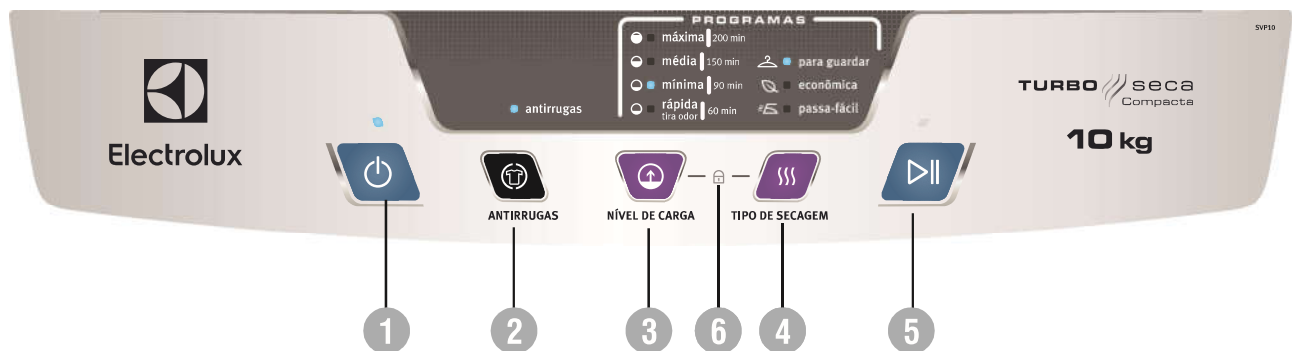 PROGRAMAS
SVP10
máxima 200 min
média 150 min
para guardar
mínima 90 min
econômica
rápida 60 min
tira odor
passa-fácil
antirrugas
TURBO seca
Compacta
10 kg
Electrolux
ANTIRRUGAS
NÍVEL DE CARGA
TIPO DE SECAGEM
1
2
3
6
4
5